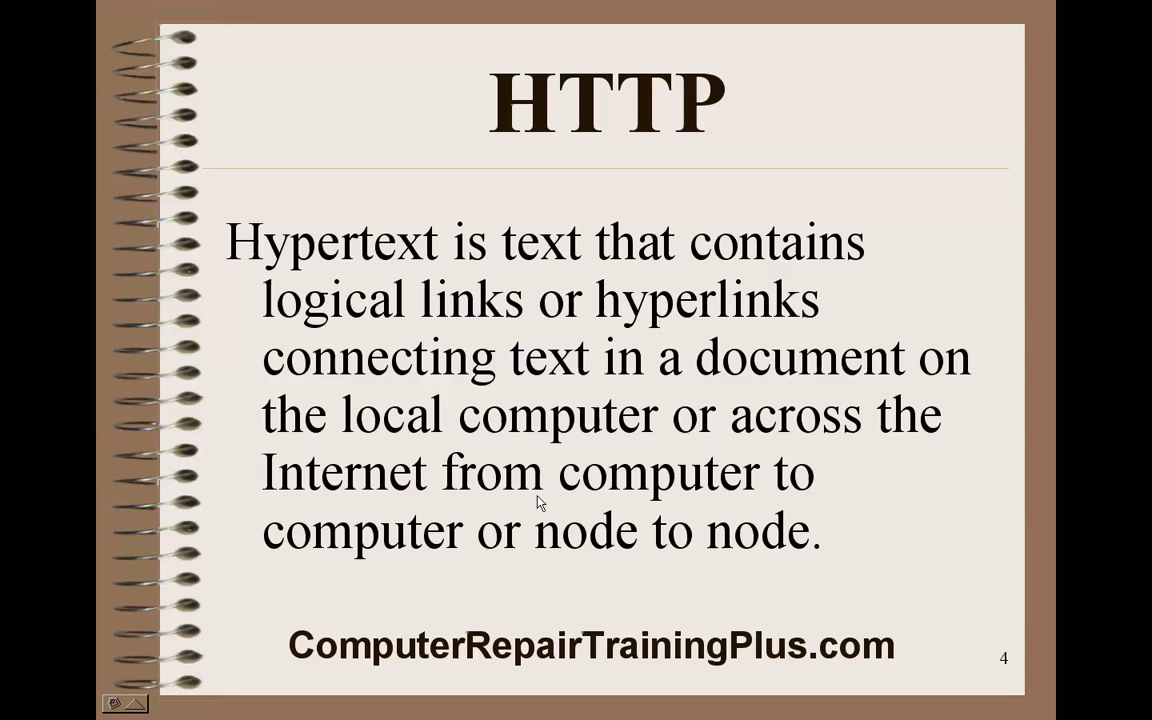 HTTP
Hypertext is text that contains
logical links or hyperlinks
connecting text in a document on
the local computer or across the
Internet from computer to
computer or node to node.
ComputerRepairTrainingPlus.com
4